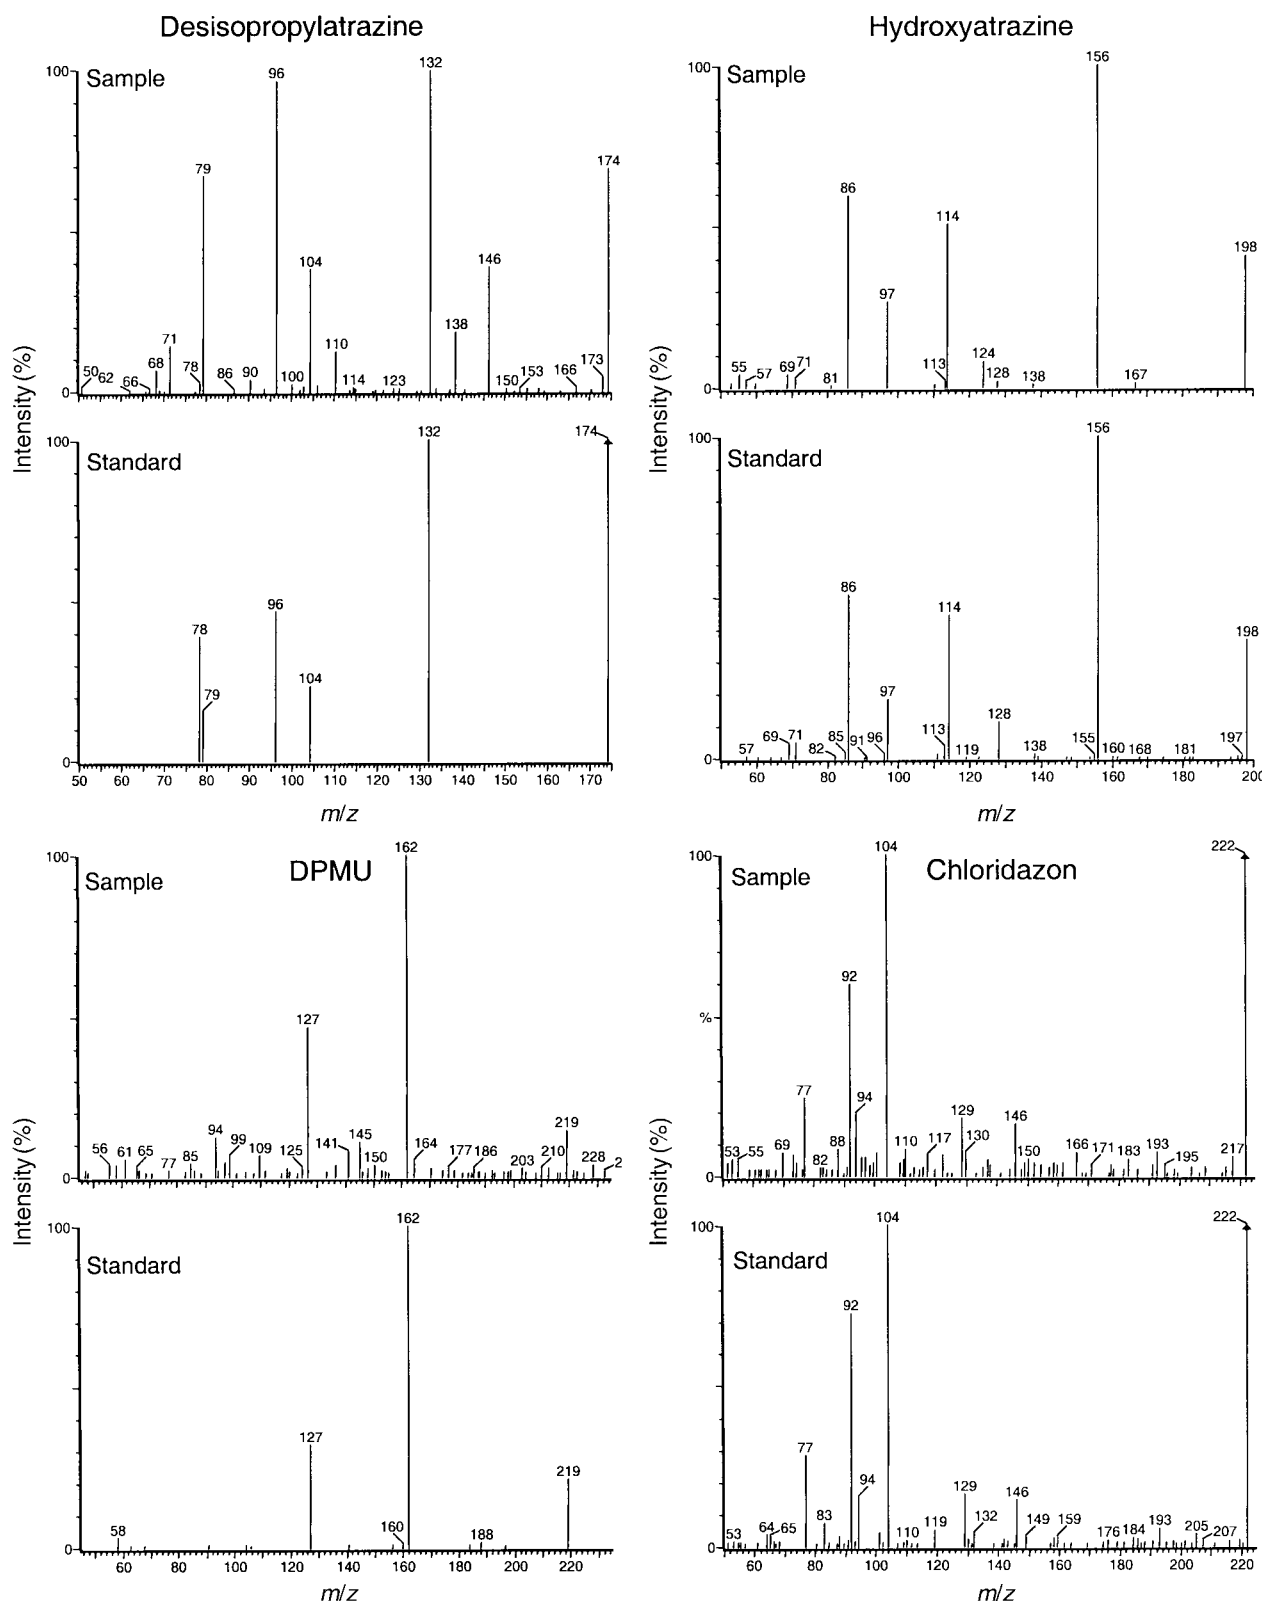 Desisopropylatrazine
Sample
Intensity (%)
100
0
50 62 66 68 71 78 79 86 90 96 100 104 110 114 123 132 138 146 150 153 166 173 174
Standard
100
0
78 79 96 104 132 174
50 60 80 100 120 140 160 170
m/z
Hydroxyatrazine
Sample
Intensity (%)
100
0
55 57 69 71 81 86 97 113 114 124 128 138 156 167 198
Standard
100
0
57 69 71 82 85 86 91 96 97 113 114 119 128 138 155 156 160 168 181 197 198
60 80 100 120 140 160 180 200
m/z
DPMU
Sample
Intensity (%)
100
0
56 61 65 77 85 94 99 109 125 127 141 145 150 162 164 177 186 203 210 219 228 2
Standard
100
0
58 127 160 162 188 219
60 80 100 120 140 160 180 200 220
m/z
Chloridazon
Sample
Intensity (%)
100
%
0
53 55 69 77 82 88 92 94 104 110 117 129 130 146 150 166 171 183 193 195 217 222
Standard
100
0
53 64 65 77 83 92 94 104 110 119 129 132 146 149 159 176 184 193 205 207 222
60 80 100 120 140 160 180 200 220
m/z